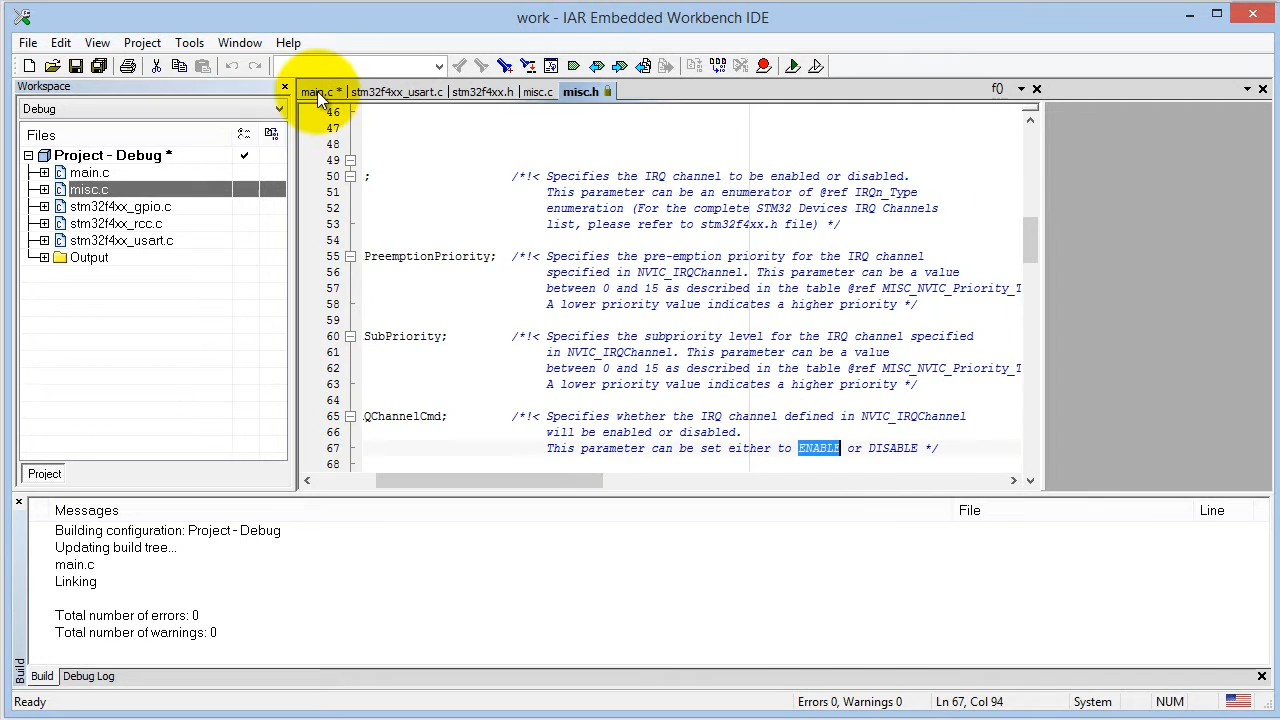 work - IAR Embedded Workbench IDE
File Edit View Project Tools Window Help
Workspace
main.c * stm32f4xx_usart.c stm32f4xx.h misc.c misc.h f()
Debug
Files
Project - Debug *
main.c
misc.c
stm32f4xx_gpio.c
stm32f4xx_rcc.c
stm32f4xx_usart.c
Output
Project
46
47
48
49
50 ; /*!< Specifies the IRQ channel to be enabled or disabled.
51 This parameter can be an enumerator of @ref IRQn_Type
52 enumeration (For the complete STM32 Devices IRQ Channels
53 list, please refer to stm32f4xx.h file) */
54
55 PreemptionPriority; /*!< Specifies the pre-emption priority for the IRQ channel
56 specified in NVIC_IRQChannel. This parameter can be a value
57 between 0 and 15 as described in the table @ref MISC_NVIC_Priority_T
58 A lower priority value indicates a higher priority */
59
60 SubPriority; /*!< Specifies the subpriority level for the IRQ channel specified
61 in NVIC_IRQChannel. This parameter can be a value
62 between 0 and 15 as described in the table @ref MISC_NVIC_Priority_T
63 A lower priority value indicates a higher priority */
64
65 QChannelCmd; /*!< Specifies whether the IRQ channel defined in NVIC_IRQChannel
66 will be enabled or disabled.
67 This parameter can be set either to ENABLE or DISABLE */
68
Messages File Line
Building configuration: Project - Debug
Updating build tree...
main.c
Linking
Total number of errors: 0
Total number of warnings: 0
Build
Build Debug Log
Ready Errors 0, Warnings 0 Ln 67, Col 94 System NUM